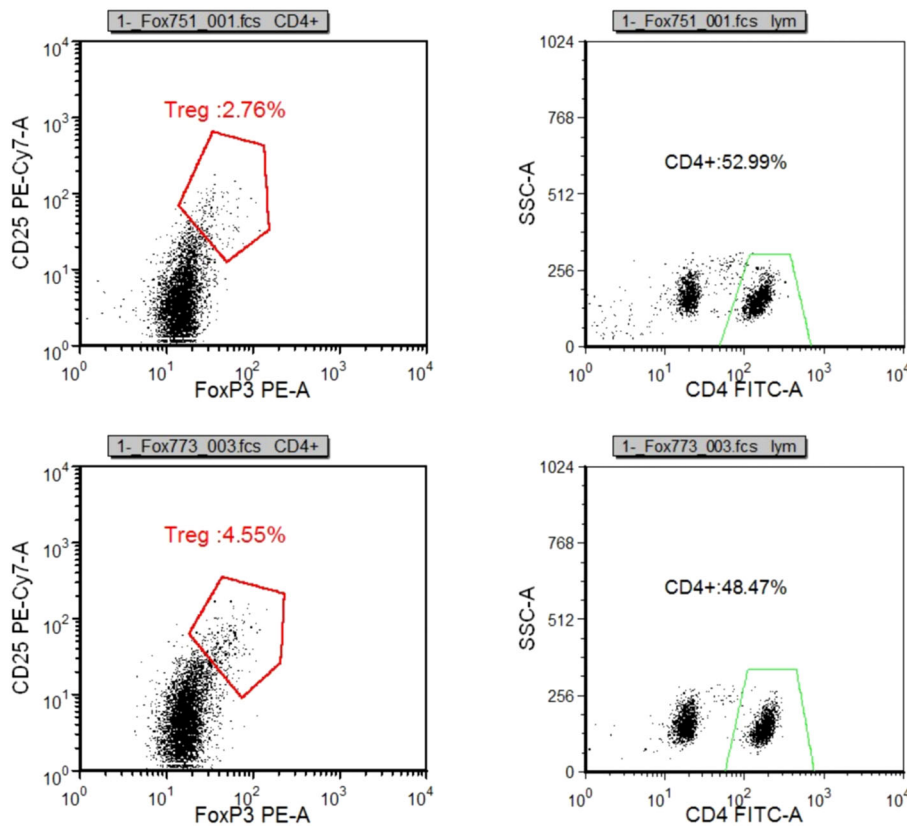 1-_Fox751_001.fcs CD4+
10^4
10^3
10^2
10^1
10^0
CD25 PE-Cy7-A
Treg :2.76%
10^0 10^1 10^2 10^3 10^4
FoxP3 PE-A
1-_Fox751_001.fcs lym
1024
768
512
256
0
SSC-A
CD4+:52.99%
10^0 10^1 10^2 10^3 10^4
CD4 FITC-A
1-_Fox773_003.fcs CD4+
10^4
10^3
10^2
10^1
10^0
CD25 PE-Cy7-A
Treg :4.55%
10^0 10^1 10^2 10^3 10^4
FoxP3 PE-A
1-_Fox773_003.fcs lym
1024
768
512
256
0
SSC-A
CD4+:48.47%
10^0 10^1 10^2 10^3 10^4
CD4 FITC-A